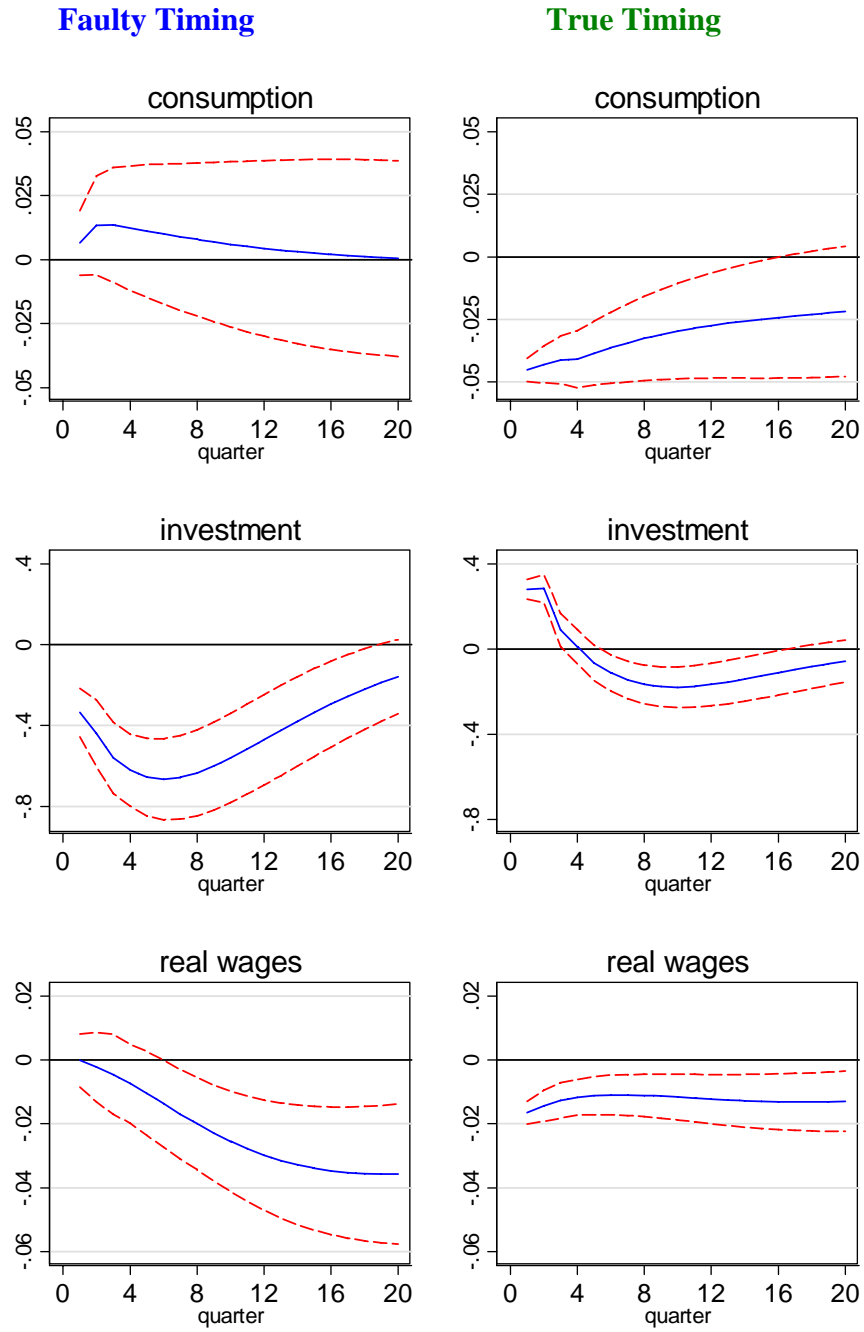 Faulty Timing True Timing
consumption consumption
.05 .05
.025 .025
0 0
-.025 -.025
-.05 -.05
0 4 8 12 16 20 0 4 8 12 16 20
quarter quarter
investment investment
.4 .4
0 0
-.4 -.4
-.8 -.8
0 4 8 12 16 20 0 4 8 12 16 20
quarter quarter
real wages real wages
.02 .02
0 0
-.02 -.02
-.04 -.04
-.06 -.06
0 4 8 12 16 20 0 4 8 12 16 20
quarter quarter